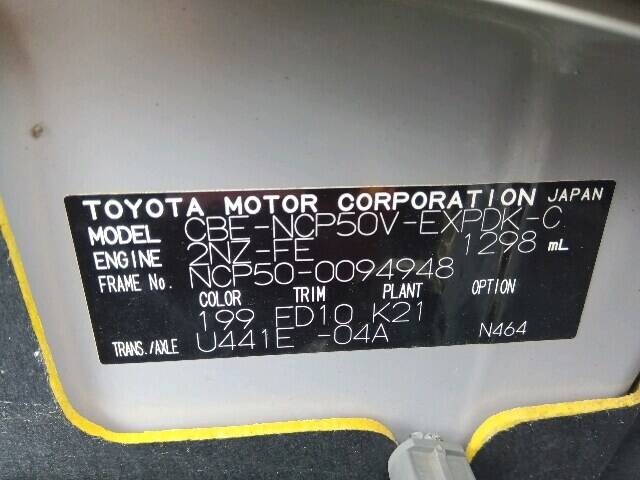 TOYOTA MOTOR CORPORATION JAPAN
MODEL CBE-NCP50V-EXPDK-C
ENGINE 2NZ-FE 1298 mL
FRAME No. NCP50-0094948
COLOR TRIM PLANT OPTION
199 ED10 K21
TRANS./AXLE U441E -04A N464